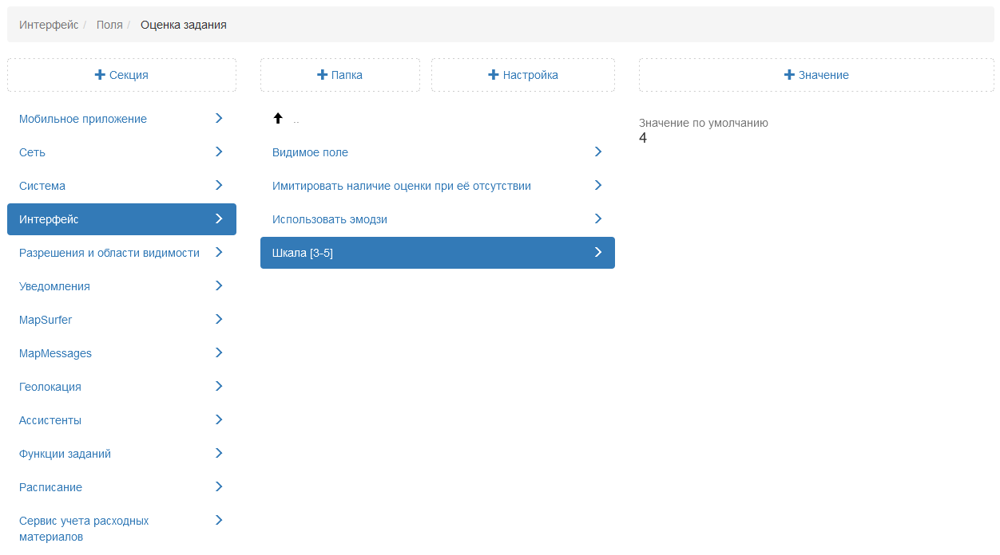 Интерфейс / Поля / Оценка задания
Секция
Папка
Настройка
Значение
Мобильное приложение
Сеть
Система
Интерфейс
Разрешения и области видимости
Уведомления
MapSurfer
MapMessages
Геолокация
Ассистенты
Функции заданий
Расписание
Сервис учета расходных
материалов
..
Видимое поле
Имитировать наличие оценки при её отсутствии
Использовать эмодзи
Шкала [3-5]
Значение по умолчанию
4